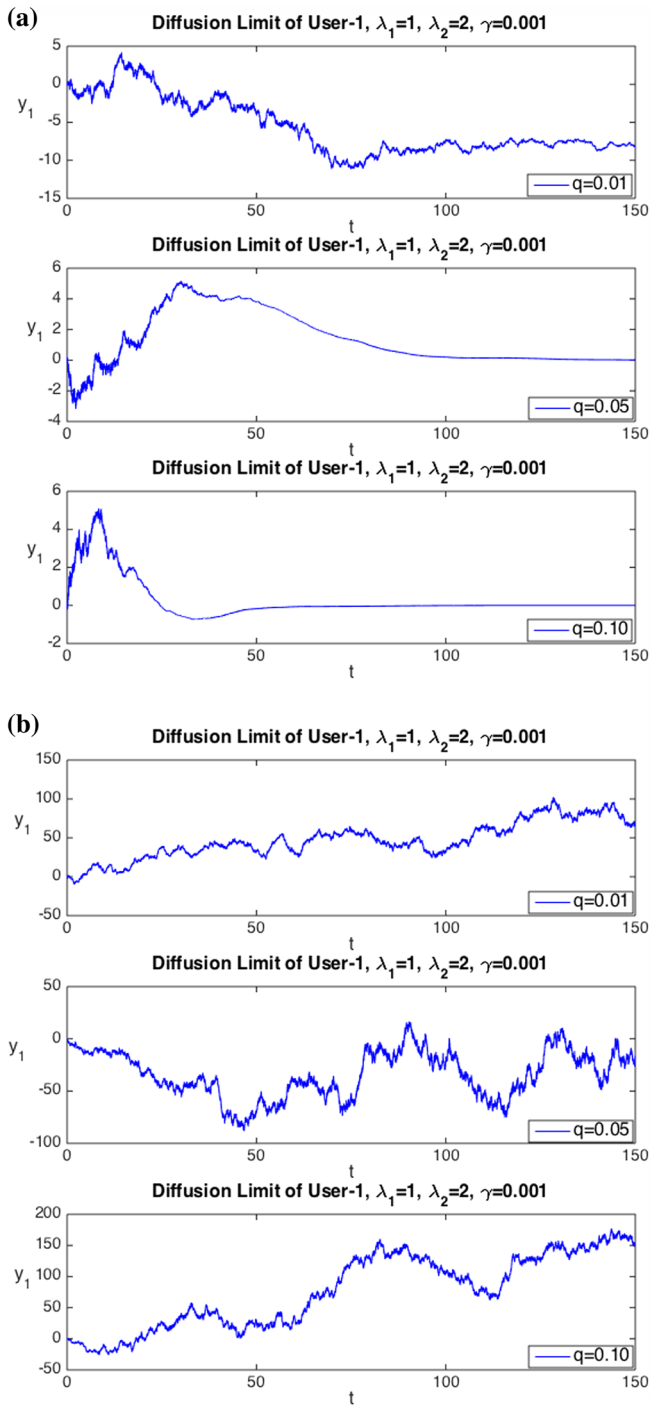 (a)
Diffusion Limit of User-1, λ1=1, λ2=2, γ=0.001
5
0
y1
-5
-10
-15
q=0.01
0 50 100 150
t
Diffusion Limit of User-1, λ1=1, λ2=2, γ=0.001
6
4
y1
2
0
-2
-4
q=0.05
0 50 100 150
t
Diffusion Limit of User-1, λ1=1, λ2=2, γ=0.001
6
4
y1
2
0
-2
q=0.10
0 50 100 150
t
(b)
Diffusion Limit of User-1, λ1=1, λ2=2, γ=0.001
150
100
y1
50
0
-50
q=0.01
0 50 100 150
t
Diffusion Limit of User-1, λ1=1, λ2=2, γ=0.001
50
0
y1
-50
-100
q=0.05
0 50 100 150
t
Diffusion Limit of User-1, λ1=1, λ2=2, γ=0.001
200
150
y1
100
50
0
-50
q=0.10
0 50 100 150
t